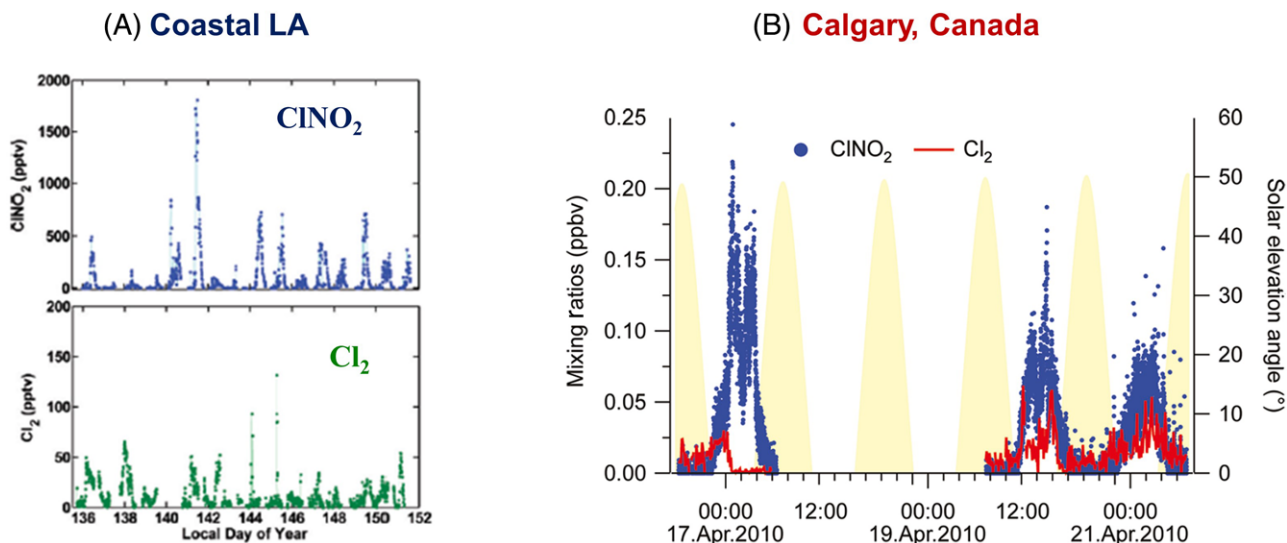 (A) Coastal LA
2000
1500
1000
500
0
ClNO₂ (pptv)
ClNO₂
200
150
100
50
0
Cl₂ (pptv)
Cl₂
136 138 140 142 144 146 148 150 152
Local Day of Year
(B) Calgary, Canada
0.25
0.20
0.15
0.10
0.05
0.00
Mixing ratios (ppbv)
ClNO₂ Cl₂
60
50
40
30
20
10
0
Solar elevation angle (°)
00:00 12:00 00:00 12:00 00:00
17.Apr.2010 19.Apr.2010 21.Apr.2010